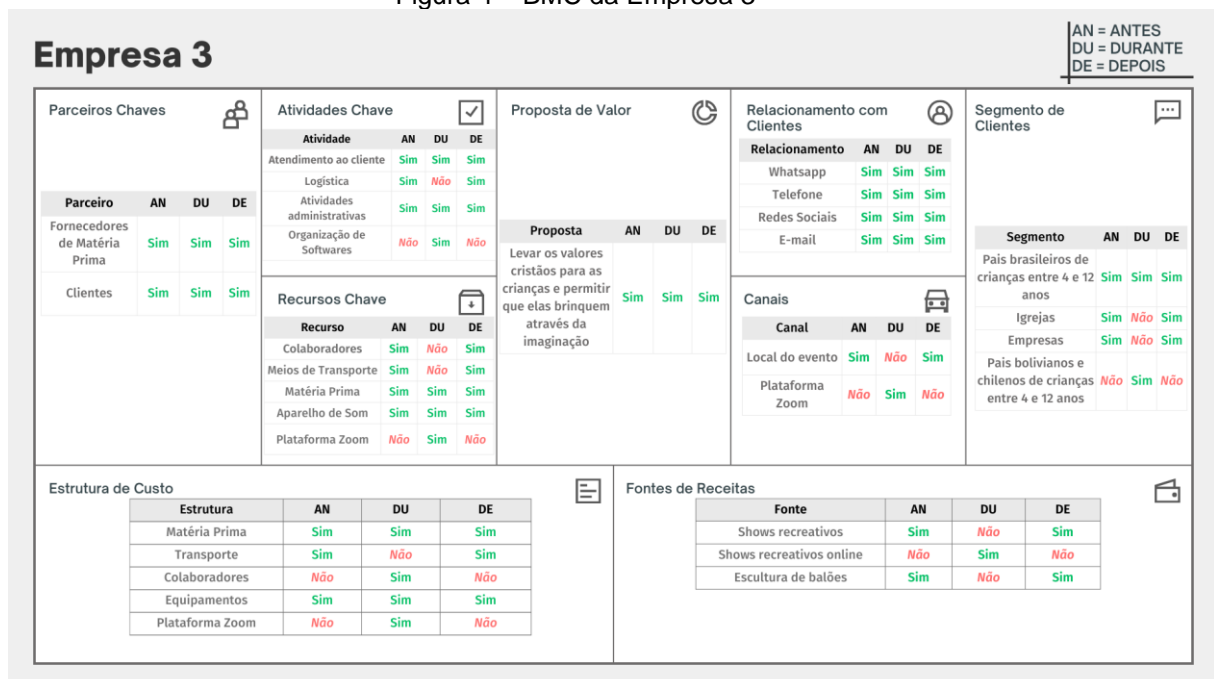 Figura 4 – BMC da Empresa 3
Empresa 3
AN = ANTES
DU = DURANTE
DE = DEPOIS
Parceiros Chaves
Parceiro AN DU DE
Fornecedores
de Matéria
Prima
Sim Sim Sim
Clientes Sim Sim Sim
Atividades Chave
Atividade AN DU DE
Atendimento ao cliente Sim Sim Sim
Logística Sim Não Sim
Atividades
administrativas
Sim Sim Sim
Organização de
Softwares
Não Sim Não
Recursos Chave
Recurso AN DU DE
Colaboradores Sim Não Sim
Meios de Transporte Sim Não Sim
Matéria Prima Sim Sim Sim
Aparelho de Som Sim Sim Sim
Plataforma Zoom Não Sim Não
Proposta de Valor
Proposta AN DU DE
Levar os valores
cristãos para as
crianças e permitir
que elas brinquem
através da
imaginação
Sim Sim Sim
Relacionamento com
Clientes
Relacionamento AN DU DE
Whatsapp Sim Sim Sim
Telefone Sim Sim Sim
Redes Sociais Sim Sim Sim
E-mail Sim Sim Sim
Canais
Canal AN DU DE
Local do evento Sim Não Sim
Plataforma
Zoom
Não Sim Não
Segmento de
Clientes
Segmento AN DU DE
Pais brasileiros de
crianças entre 4 e 12
anos
Sim Sim Sim
Igrejas Sim Não Sim
Empresas Sim Não Sim
Pais bolivianos e
chilenos de crianças
entre 4 e 12 anos
Não Sim Não
Estrutura de Custo
Estrutura AN DU DE
Matéria Prima Sim Sim Sim
Transporte Sim Não Sim
Colaboradores Não Sim Não
Equipamentos Sim Sim Sim
Plataforma Zoom Não Sim Não
Fontes de Receitas
Fonte AN DU DE
Shows recreativos Sim Não Sim
Shows recreativos online Não Sim Não
Escultura de balões Sim Não Sim